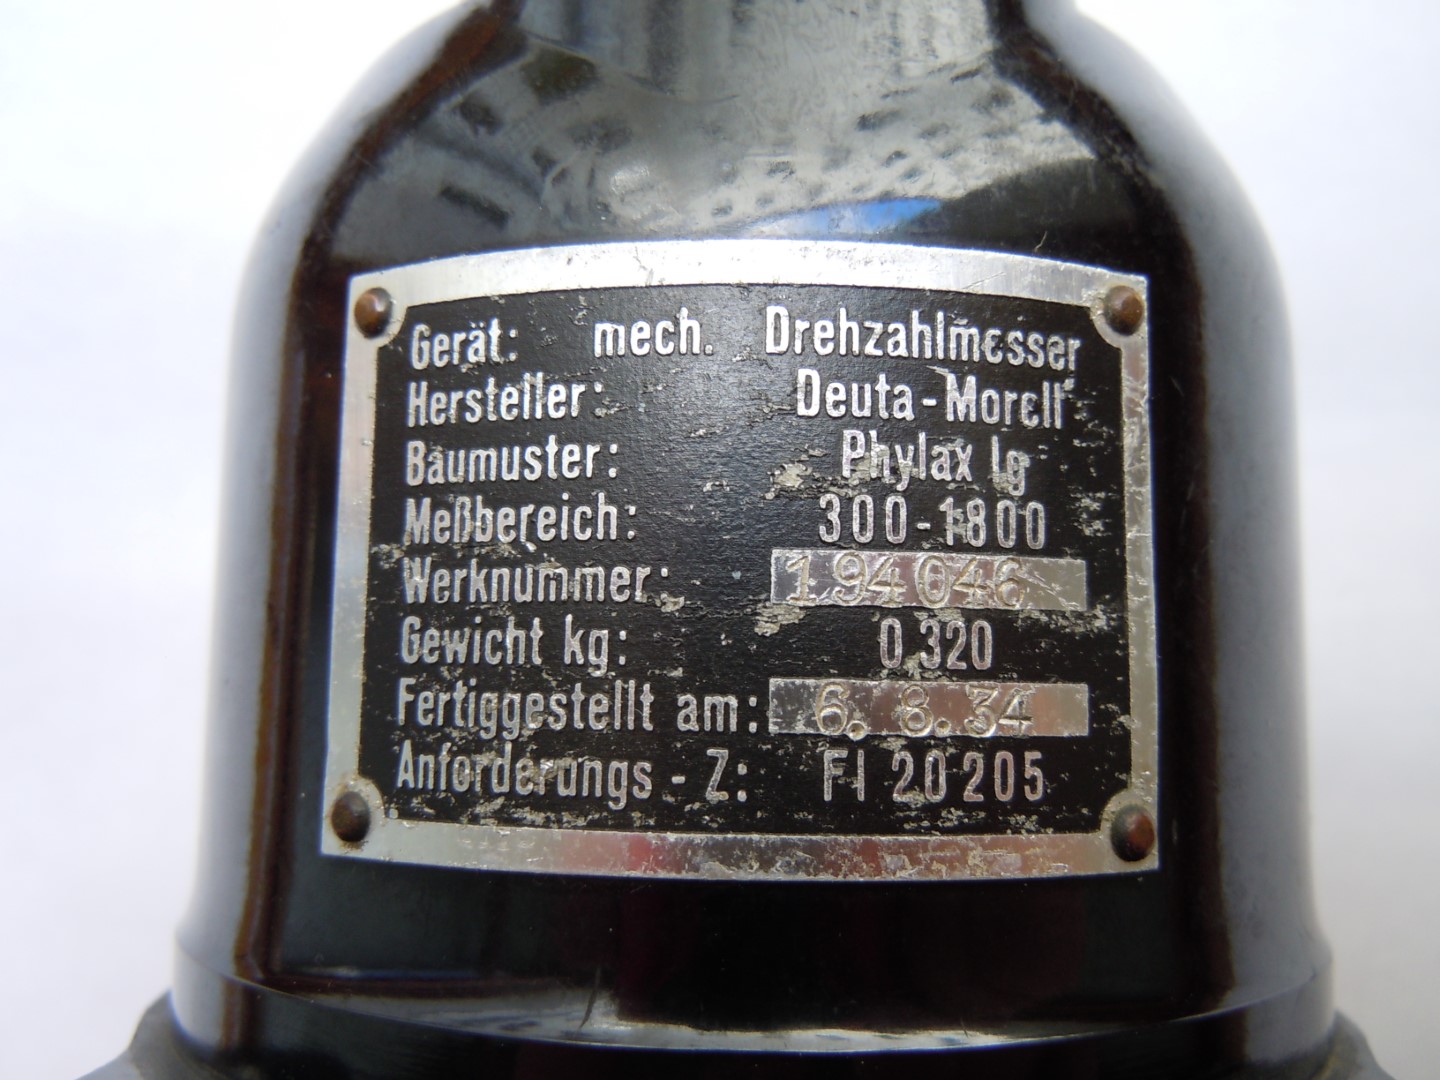 Gerät: mech. Drehzahlmesser
Hersteller: Deuta-Morell
Baumuster: Phylax Ig
Meßbereich: 300-1800
Werknummer: 194046
Gewicht kg: 0,320
Fertiggestellt am: 6. 8. 34
Anforderungs - Z: Fl 20205